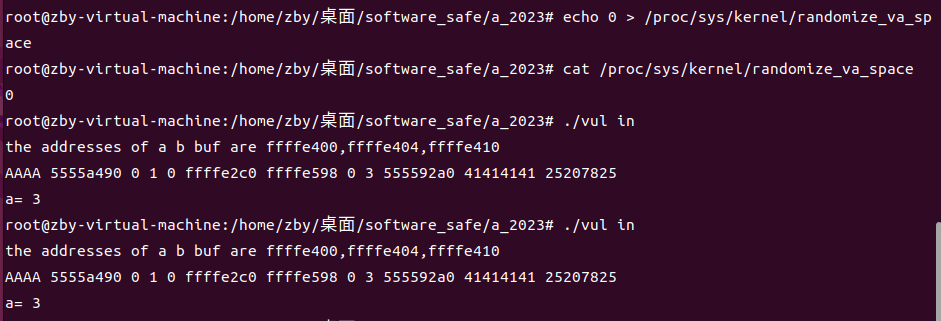 root@zby-virtual-machine:/home/zby/桌面/software_safe/a_2023# echo 0 > /proc/sys/kernel/randomize_va_sp
ace
root@zby-virtual-machine:/home/zby/桌面/software_safe/a_2023# cat /proc/sys/kernel/randomize_va_space
0
root@zby-virtual-machine:/home/zby/桌面/software_safe/a_2023# ./vul in
the addresses of a b buf are ffffe400,ffffe404,ffffe410
AAAA 5555a490 0 1 0 ffffe2c0 ffffe598 0 3 555592a0 41414141 25207825
a= 3
root@zby-virtual-machine:/home/zby/桌面/software_safe/a_2023# ./vul in
the addresses of a b buf are ffffe400,ffffe404,ffffe410
AAAA 5555a490 0 1 0 ffffe2c0 ffffe598 0 3 555592a0 41414141 25207825
a= 3